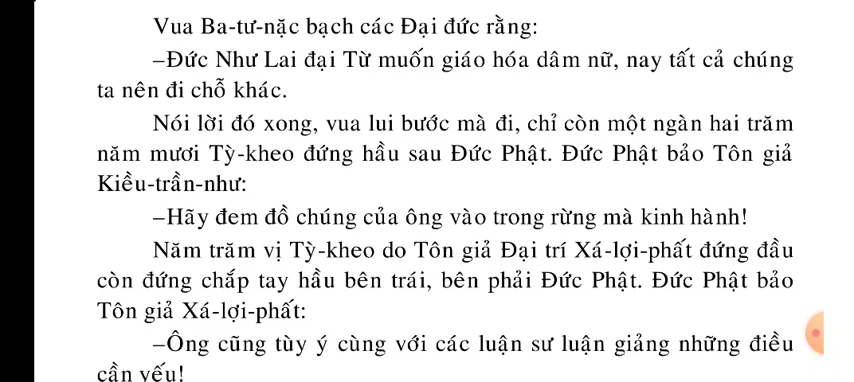 Vua Ba-tư-nặc bạch các Đại đức rằng:
–Đức Như Lai đại Từ muốn giáo hóa dâm nữ, nay tất cả chúng
ta nên đi chỗ khác.
Nói lời đó xong, vua lui bước mà đi, chỉ còn một ngàn hai trăm
năm mươi Tỳ-kheo đứng hầu sau Đức Phật. Đức Phật bảo Tôn giả
Kiều-trần-như:
–Hãy đem đồ chúng của ông vào trong rừng mà kinh hành!
Năm trăm vị Tỳ-kheo do Tôn giả Đại trí Xá-lợi-phất đứng đầu
còn đứng chắp tay hầu bên trái, bên phải Đức Phật. Đức Phật bảo
Tôn giả Xá-lợi-phất:
–Ông cũng tùy ý cùng với các luận sư luận giảng những điều
cần yếu!